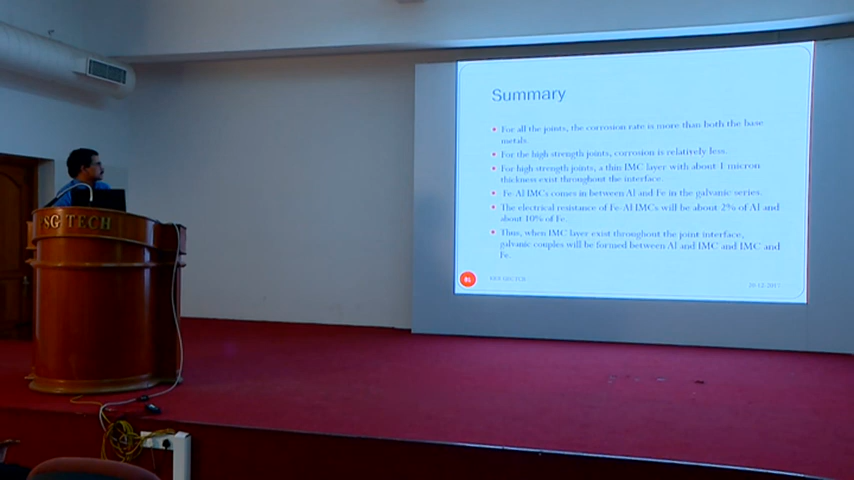 Summary
For all the joints, the corrosion rate is more than both the base
metals.
For the high strength joints, corrosion is relatively less.
For high strength joints, a thin IMC layer with about 1 micron
thickness exist throughout the interface.
Fe-Al IMCs comes in between Al and Fe in the galvanic series.
The electrical resistance of Fe-Al IMCs will be about 2% of Al and
about 10% of Fe.
Thus, when IMC layer exist throughout the joint interface,
galvanic couples will be formed between Al and IMC and IMC and
Fe.
SG TECH